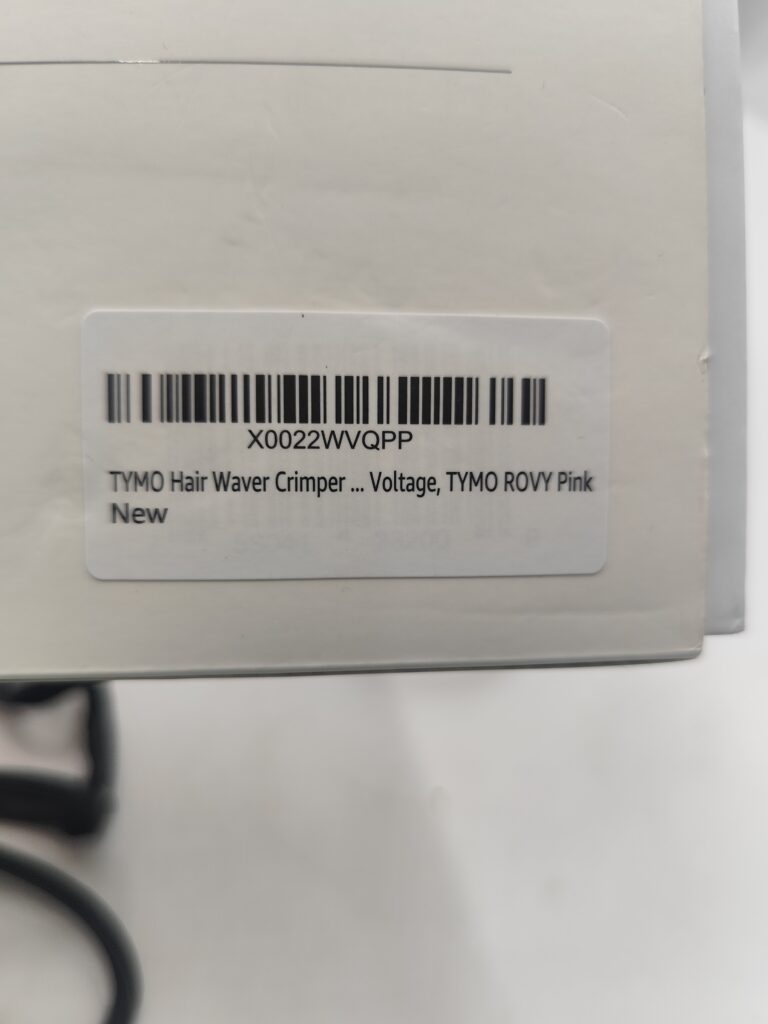 X0022WVQPP
TYMO Hair Waver Crimper ... Voltage, TYMO ROVY Pink
New